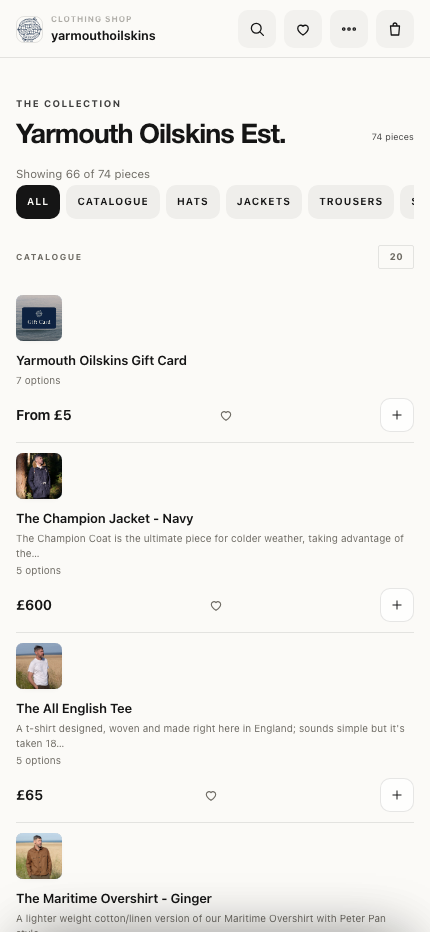 CLOTHING SHOP
yarmouthoilskins
THE COLLECTION
Yarmouth Oilskins Est.
74 pieces
Showing 66 of 74 pieces
ALL
CATALOGUE
HATS
JACKETS
TROUSERS
CATALOGUE
20
Gift Card
Yarmouth Oilskins Gift Card
7 options
From £5
The Champion Jacket - Navy
The Champion Coat is the ultimate piece for colder weather, taking advantage of
the...
5 options
£600
The All English Tee
A t-shirt designed, woven and made right here in England; sounds simple but it's
taken 18...
5 options
£65
The Maritime Overshirt - Ginger
A lighter weight cotton/linen version of our Maritime Overshirt with Peter Pan